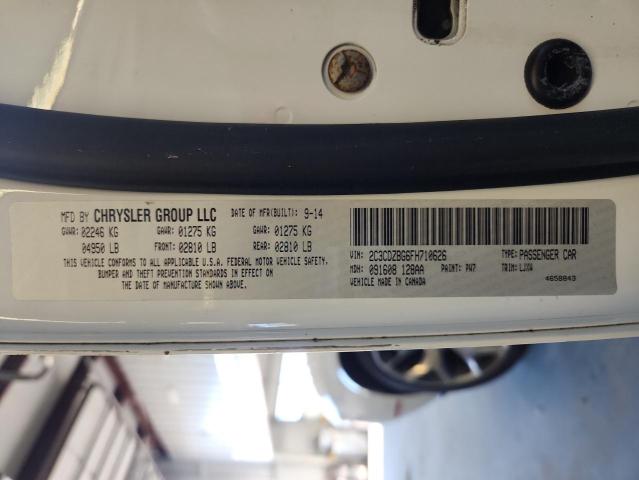 MFD BY CHRYSLER GROUP LLC DATE OF MFR(BUILT): 9-14
GVWR: 02246 KG GAWR: 01275 KG GAWR: 01275 KG
04950 LB FRONT: 02810 LB REAR: 02810 LB
THIS VEHICLE CONFORMS TO ALL APPLICABLE U.S.A. FEDERAL MOTOR VEHICLE SAFETY.
BUMPER AND THEFT PREVENTION STANDARDS IN EFFECT ON
THE DATE OF MANUFACTURE SHOWN ABOVE.
VIN: 2C3CDZBG6FH710626 TYPE: PASSENGER CAR
MDH: 091608 128AA PAINT: PW7 TRIM: LJXW
VEHICLE MADE IN CANADA 4658843